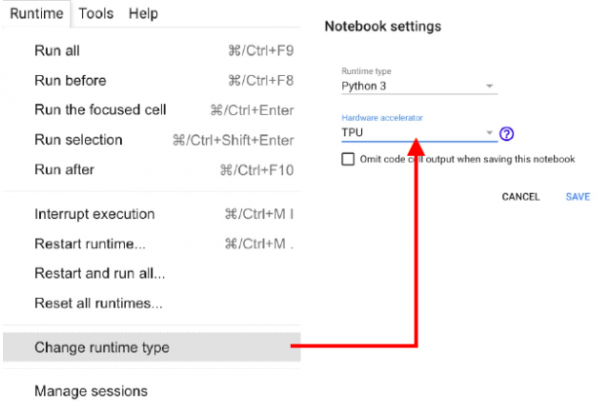 Runtime Tools Help
Run all ⌘/Ctrl+F9
Run before ⌘/Ctrl+F8
Run the focused cell ⌘/Ctrl+Enter
Run selection ⌘/Ctrl+Shift+Enter
Run after ⌘/Ctrl+F10
Interrupt execution ⌘/Ctrl+M I
Restart runtime... ⌘/Ctrl+M .
Restart and run all...
Reset all runtimes...
Change runtime type
Manage sessions
Notebook settings
Runtime type
Python 3
Hardware accelerator
TPU ?
Omit code cell output when saving this notebook
CANCEL SAVE